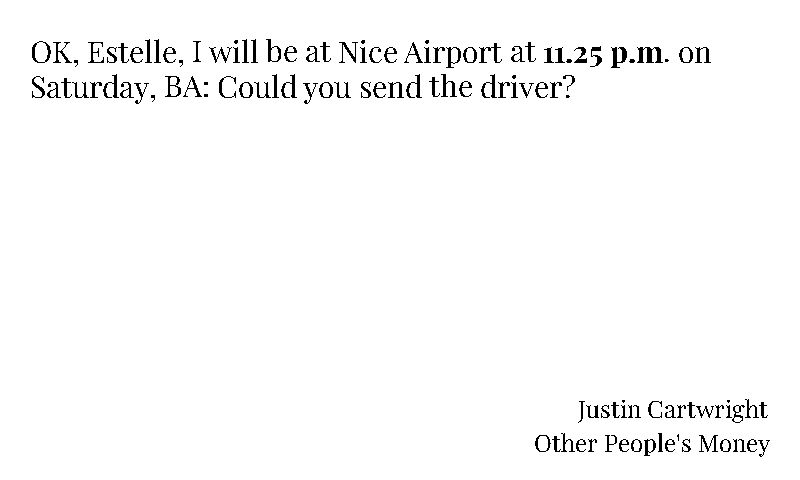 OK, Estelle, I will be at Nice Airport at 11.25 p.m. on
Saturday, BA: Could you send the driver?
Justin Cartwright
Other People's Money